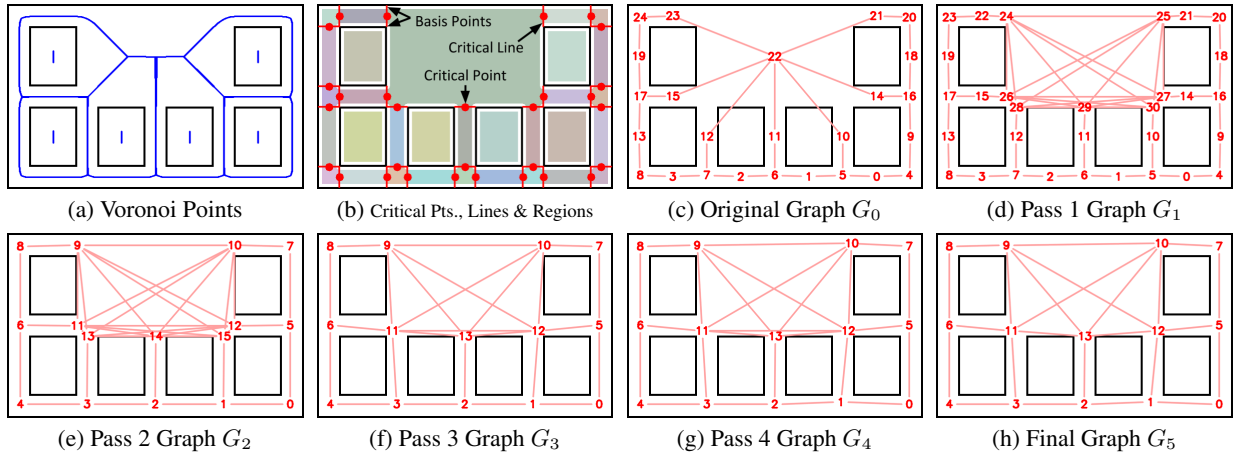 Basis Points
Critical Line
Critical Point
24 23 21 20
22
19 18
17 15 14 16
13 12 11 10 9
8 3 7 2 6 1 5 0 4
23 22 24 25 21 20
19 18
17 15 26 27 14 16
28 29 30
13 12 11 10 9
8 3 7 2 6 1 5 0 4
(a) Voronoi Points
(b) Critical Pts., Lines & Regions
(c) Original Graph G0
(d) Pass 1 Graph G1
8 9 10 7
6 11 12 5
13 14 15
4 3 2 1 0
8 9 10 7
6 11 12 5
13
4 3 2 1 0
8 9 10 7
6 11 12 5
13
4 3 2 1 0
8 9 10 7
6 11 12 5
13
4 3 2 1 0
(e) Pass 2 Graph G2
(f) Pass 3 Graph G3
(g) Pass 4 Graph G4
(h) Final Graph G5